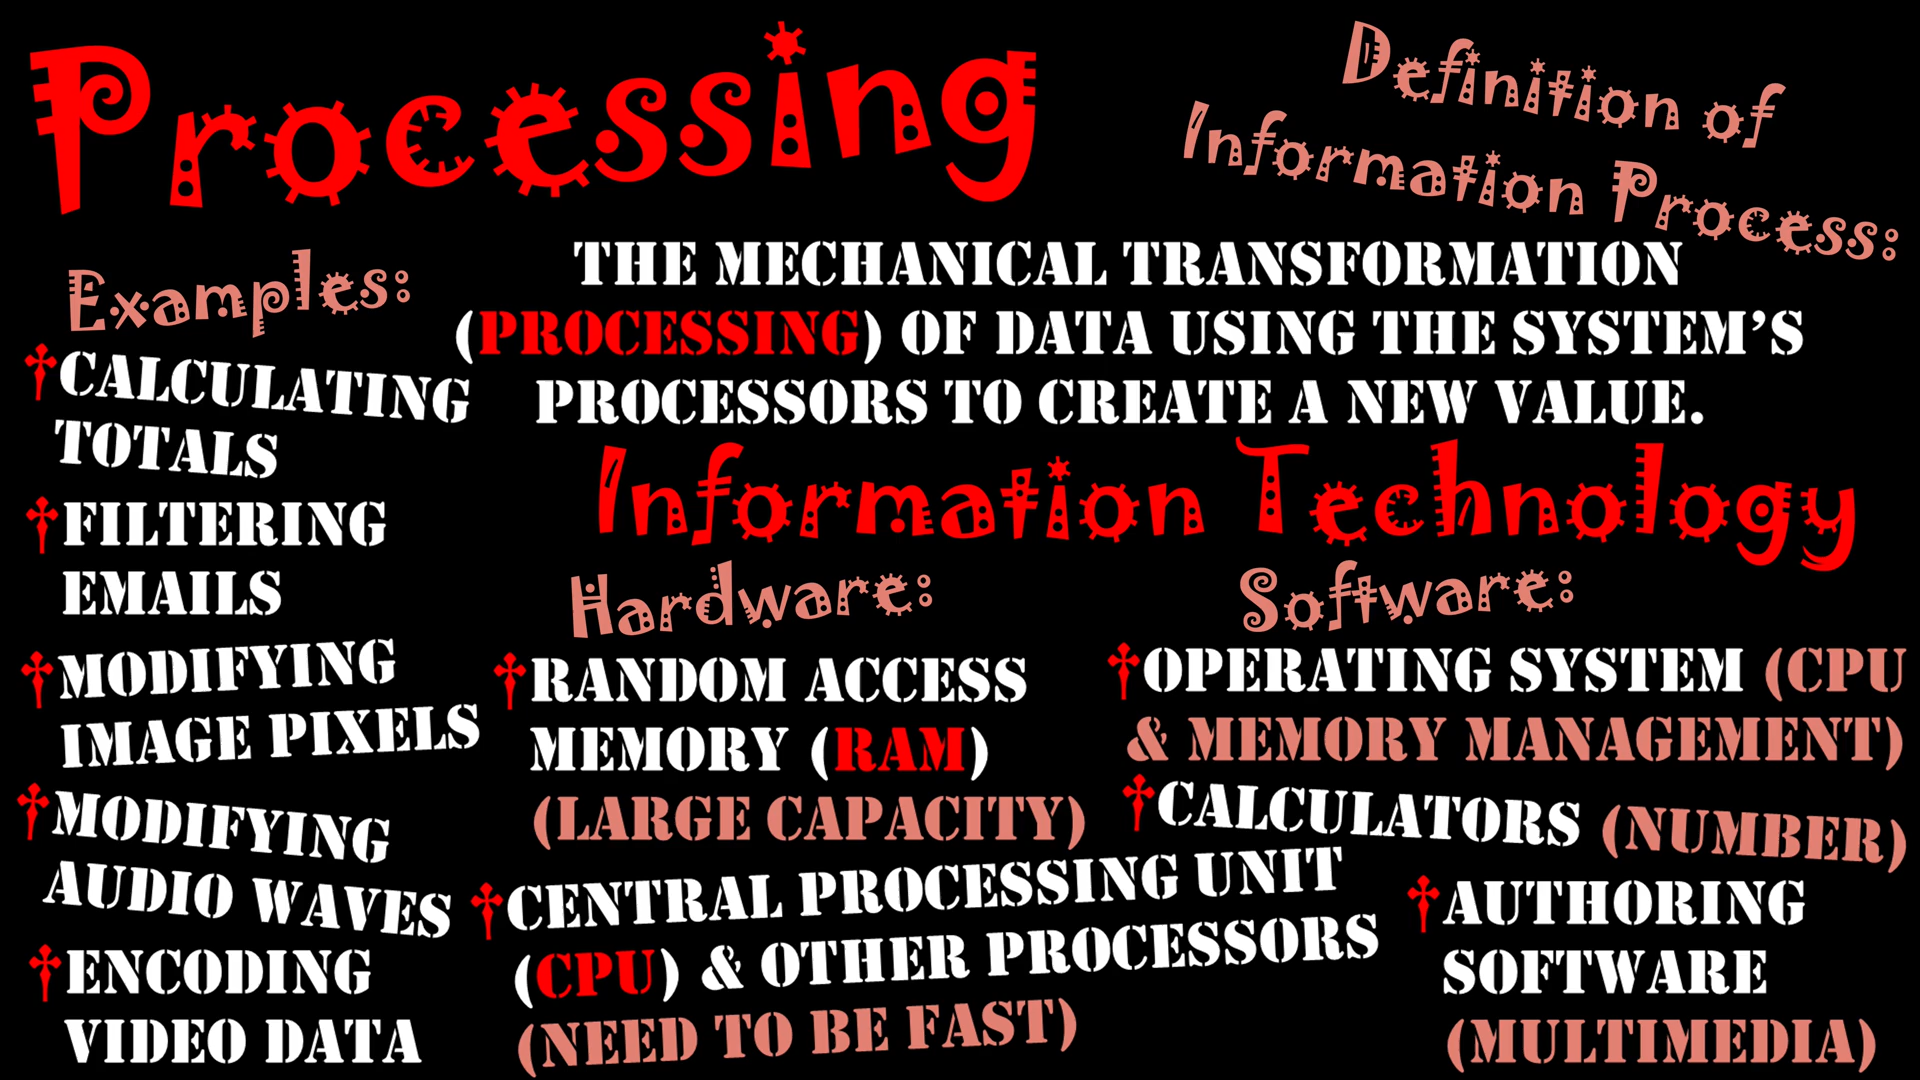 Processing
Definition of
Information Process:
THE MECHANICAL TRANSFORMATION
(PROCESSING) OF DATA USING THE SYSTEM’S
PROCESSORS TO CREATE A NEW VALUE.
Examples:
†CALCULATING
TOTALS
†FILTERING
EMAILS
†MODIFYING
IMAGE PIXELS
†MODIFYING
AUDIO WAVES
†ENCODING
VIDEO DATA
Information Technology
Hardware:
†RANDOM ACCESS
MEMORY (RAM)
(LARGE CAPACITY)
†CENTRAL PROCESSING UNIT
(CPU) & OTHER PROCESSORS
(NEED TO BE FAST)
Software:
†OPERATING SYSTEM (CPU
& MEMORY MANAGEMENT)
†CALCULATORS (NUMBER)
†AUTHORING
SOFTWARE
(MULTIMEDIA)